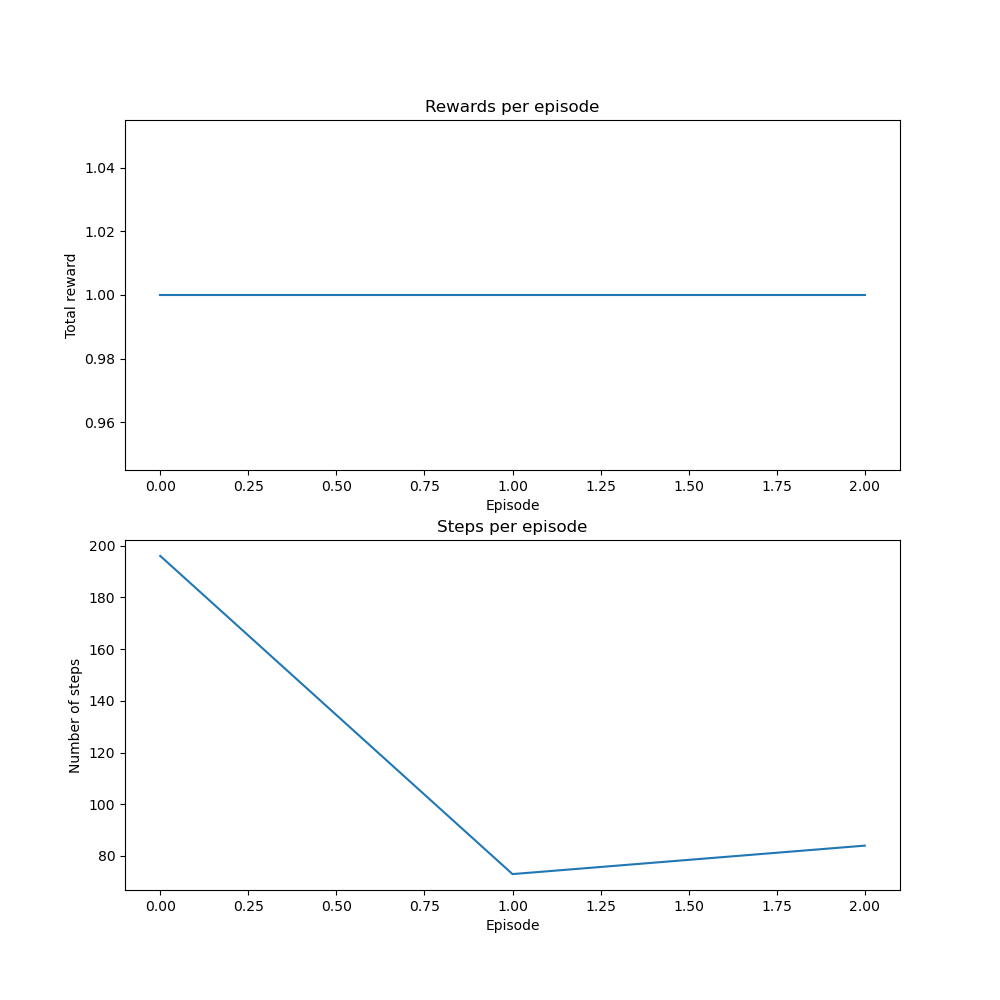 Rewards per episode
Total reward
1.04
1.02
1.00
0.98
0.96
0.00 0.25 0.50 0.75 1.00 1.25 1.50 1.75 2.00
Episode
Steps per episode
Number of steps
200
180
160
140
120
100
80
0.00 0.25 0.50 0.75 1.00 1.25 1.50 1.75 2.00
Episode